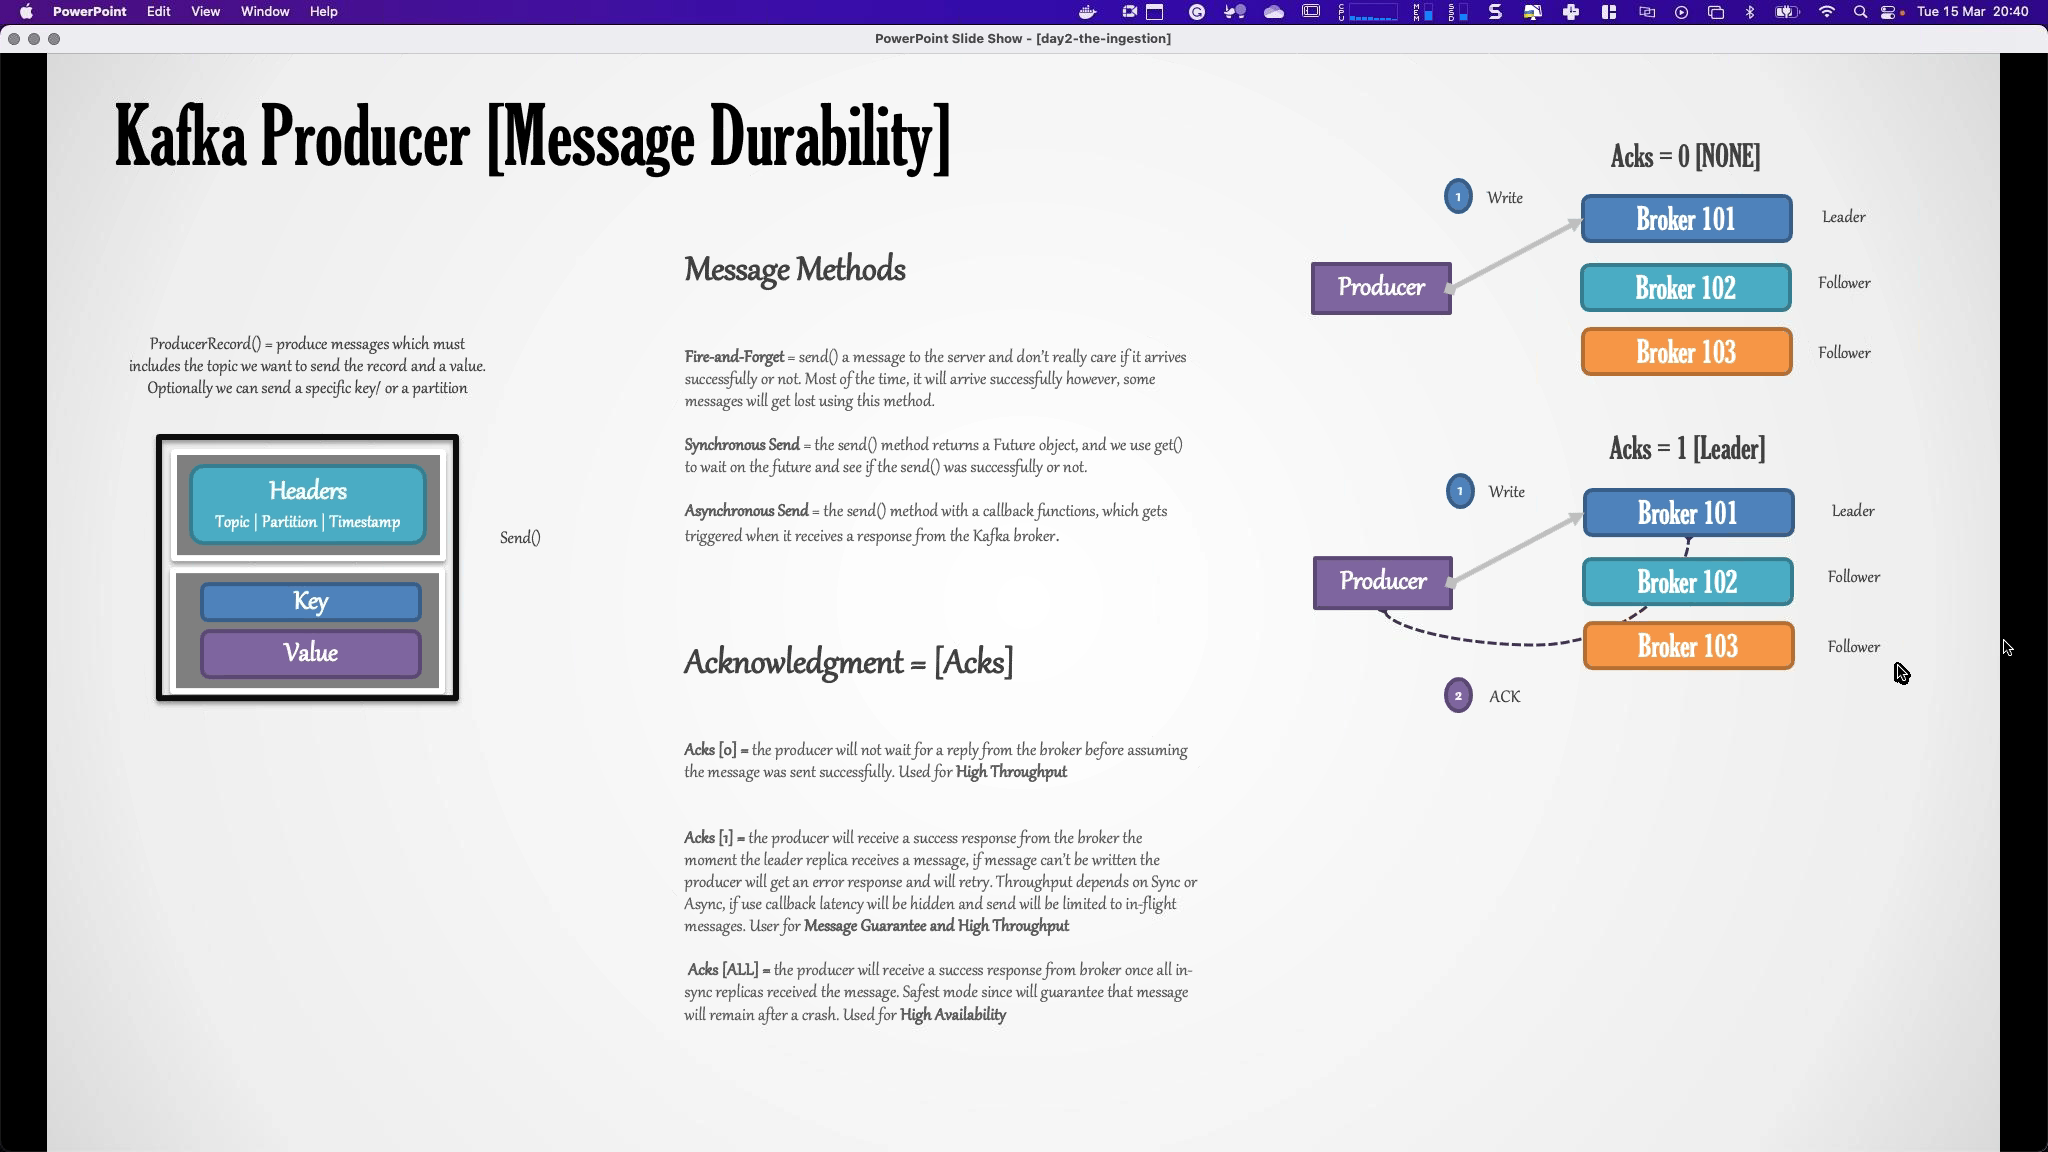 PowerPoint Edit View Window Help
Tue 15 Mar 20:40
PowerPoint Slide Show - [day2-the-ingestion]
Kafka Producer [Message Durability]
ProducerRecord() = produce messages which must
includes the topic we want to send the record and a value.
Optionally we can send a specific key/ or a partition
Headers
Topic | Partition | Timestamp
Key
Value
Send()
Message Methods
Fire-and-Forget = send() a message to the server and don't really care if it arrives
successfully or not. Most of the time, it will arrive successfully however, some
messages will get lost using this method.
Synchronous Send = the send() method returns a Future object, and we use get()
to wait on the future and see if the send() was successfully or not.
Asynchronous Send = the send() method with a callback functions, which gets
triggered when it receives a response from the Kafka broker.
Acknowledgment = [Acks]
Acks [0] = the producer will not wait for a reply from the broker before assuming
the message was sent successfully. Used for High Throughput
Acks [1] = the producer will receive a success response from the broker the
moment the leader replica receives a message, if message can't be written the
producer will get an error response and will retry. Throughput depends on Sync or
Async, if use callback latency will be hidden and send will be limited to in-flight
messages. User for Message Guarantee and High Throughput
Acks [ALL] = the producer will receive a success response from broker once all in-
sync replicas received the message. Safest mode since will guarantee that message
will remain after a crash. Used for High Availability
Acks = 0 [NONE]
1 Write
Broker 101 Leader
Producer
Broker 102 Follower
Broker 103 Follower
Acks = 1 [Leader]
1 Write
Broker 101 Leader
Producer
Broker 102 Follower
Broker 103 Follower
2 ACK